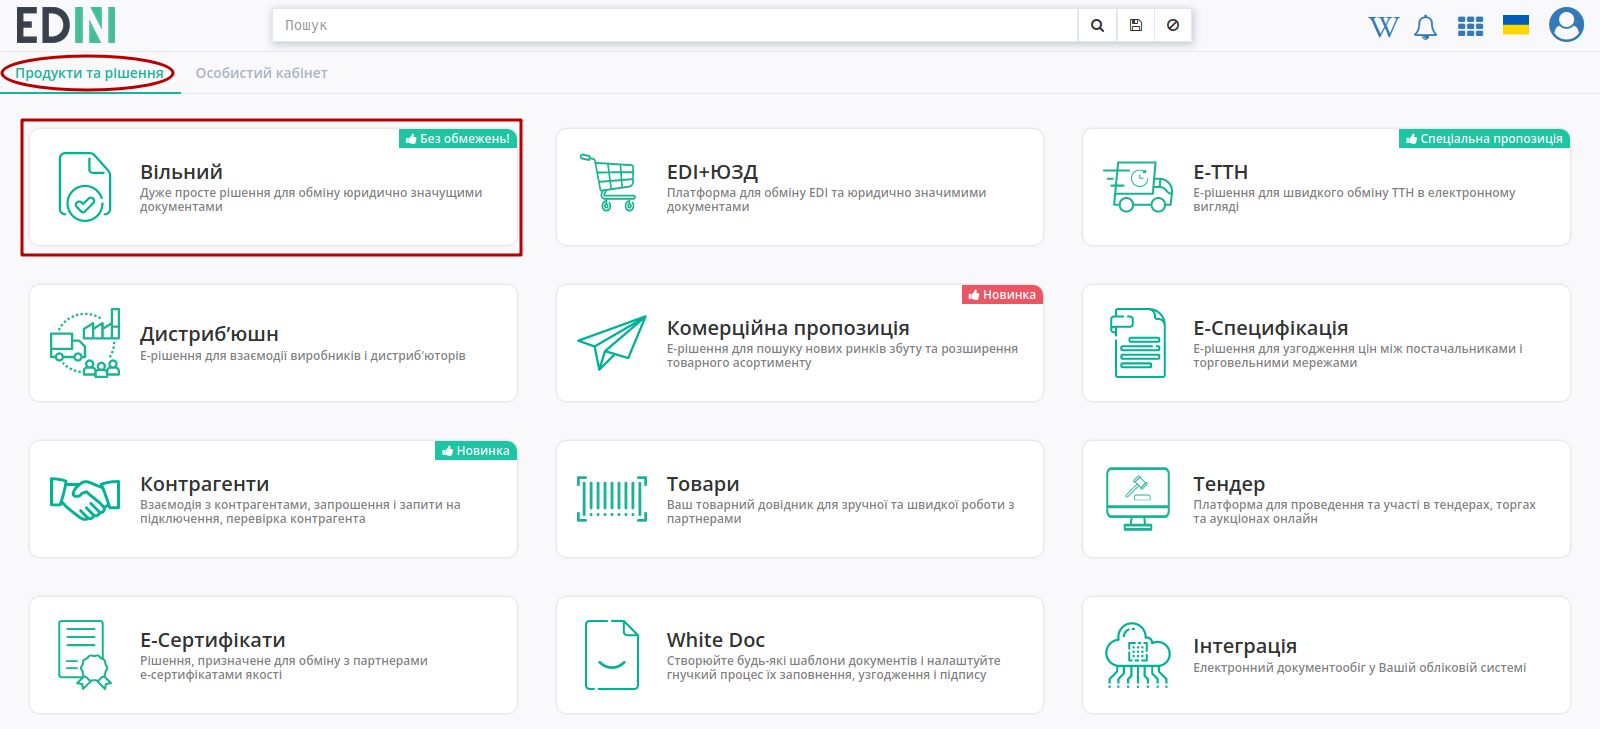 EDIN
Пошук
W
Продукти та рішення
Особистий кабінет
Без обмежень!
Вільний
Дуже просте рішення для обміну юридично значущими
документами
EDI+ЮЗД
Платформа для обміну EDI та юридично значимими
документами
Спеціальна пропозиція
Е-ТТН
Е-рішення для швидкого обміну ТТН в електронному
вигляді
Дистриб’юшн
Е-рішення для взаємодії виробників і дистриб'юторів
Новинка
Комерційна пропозиція
Е-рішення для пошуку нових ринків збуту та розширення
товарного асортименту
Е-Специфікація
Е-рішення для узгодження цін між постачальниками і
торговельними мережами
Новинка
Контрагенти
Взаємодія з контрагентами, запрошення і запити на
підключення, перевірка контрагента
Товари
Ваш товарний довідник для зручної та швидкої роботи з
партнерами
Тендер
Платформа для проведення та участі в тендерах, торгах
та аукціонах онлайн
Е-Сертифікати
Рішення, призначене для обміну з партнерами
е-сертифікатами якості
White Doc
Створюйте будь-які шаблони документів і налаштуйте
гнучкий процес їх заповнення, узгодження і підпису
Інтеграція
Електронний документообіг у Вашій обліковій системі